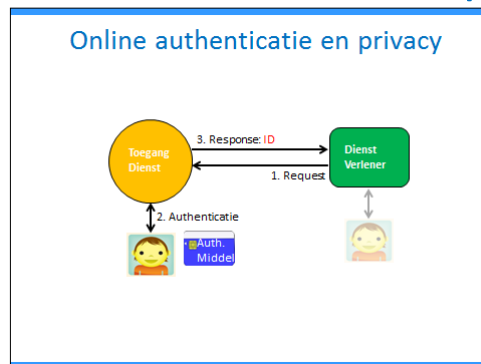 Online authenticatie en privacy
3. Response: ID
Toegang
Dienst
Dienst
Verlener
1. Request
2. Authenticatie
Auth.
Middel